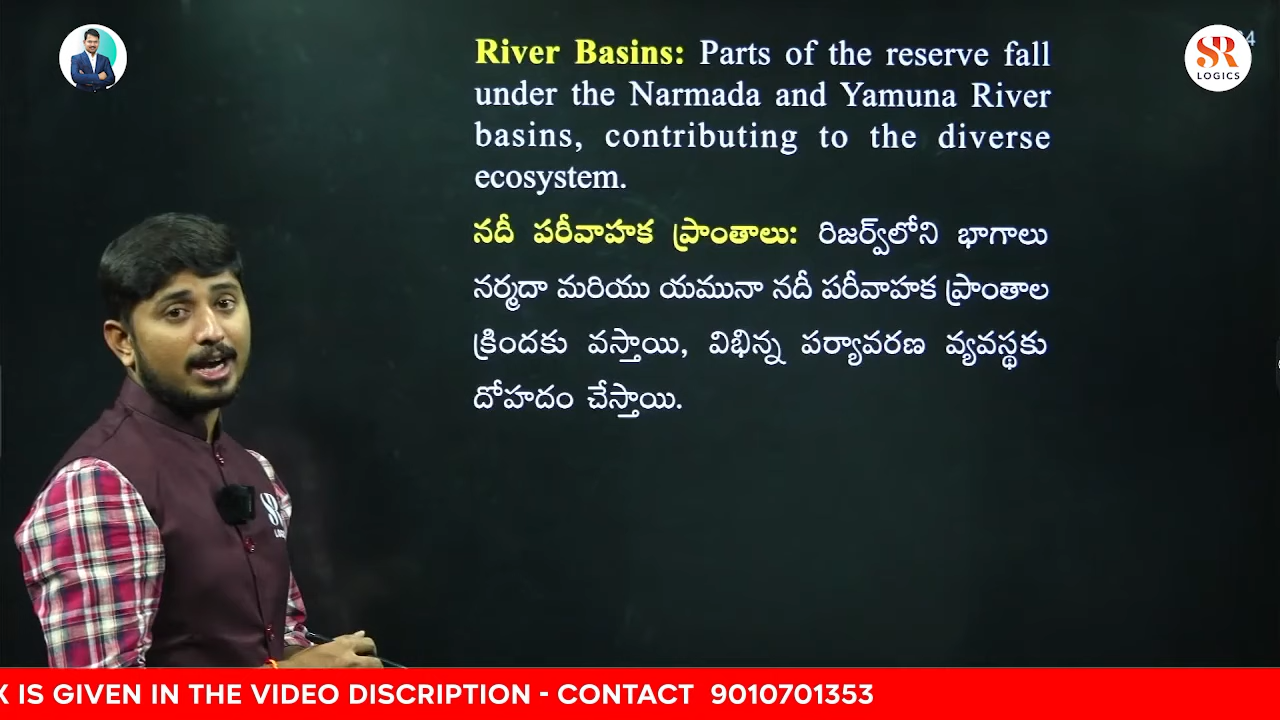 River Basins: Parts of the reserve fall
under the Narmada and Yamuna River
basins, contributing to the diverse
ecosystem.
నదీ పరీవాహక ప్రాంతాలు: రిజర్వ్‌లోని భాగాలు
నర్మదా మరియు యమునా నదీ పరీవాహక ప్రాంతాల
క్రిందకు వస్తాయి, విభిన్న పర్యావరణ వ్యవస్థకు
దోహదం చేస్తాయి.
SR
LOGICS
SR
X IS GIVEN IN THE VIDEO DISCRIPTION - CONTACT 9010701353